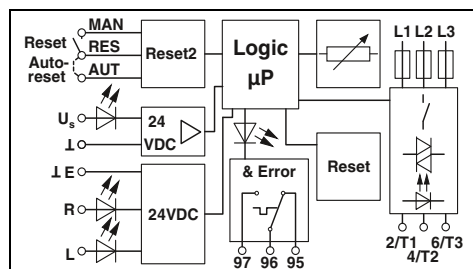 MAN
Reset
RES
Auto-
reset
AUT
Reset2
Logic
µP
L1 L2 L3
Us
24
VDC
⊥
⊥ E
R
L
24VDC
& Error
97 96 95
Reset
2/T1 6/T3
4/T2